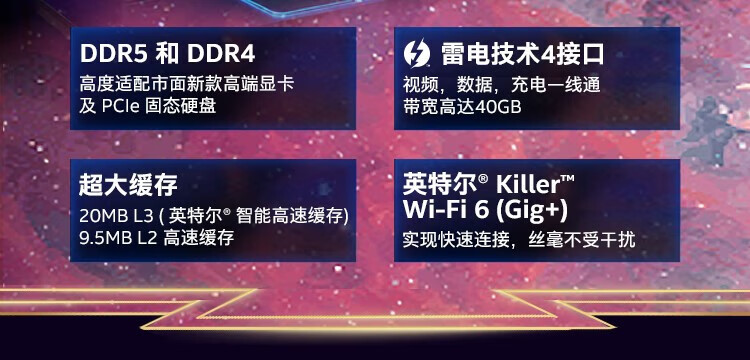 DDR5 和 DDR4
高度适配市面新款高端显卡
及 PCIe 固态硬盘
雷电技术4接口
视频，数据，充电一线通
带宽高达40GB
超大缓存
20MB L3 ( 英特尔® 智能高速缓存)
9.5MB L2 高速缓存
英特尔® Killer™
Wi-Fi 6 (Gig+)
实现快速连接，丝毫不受干扰